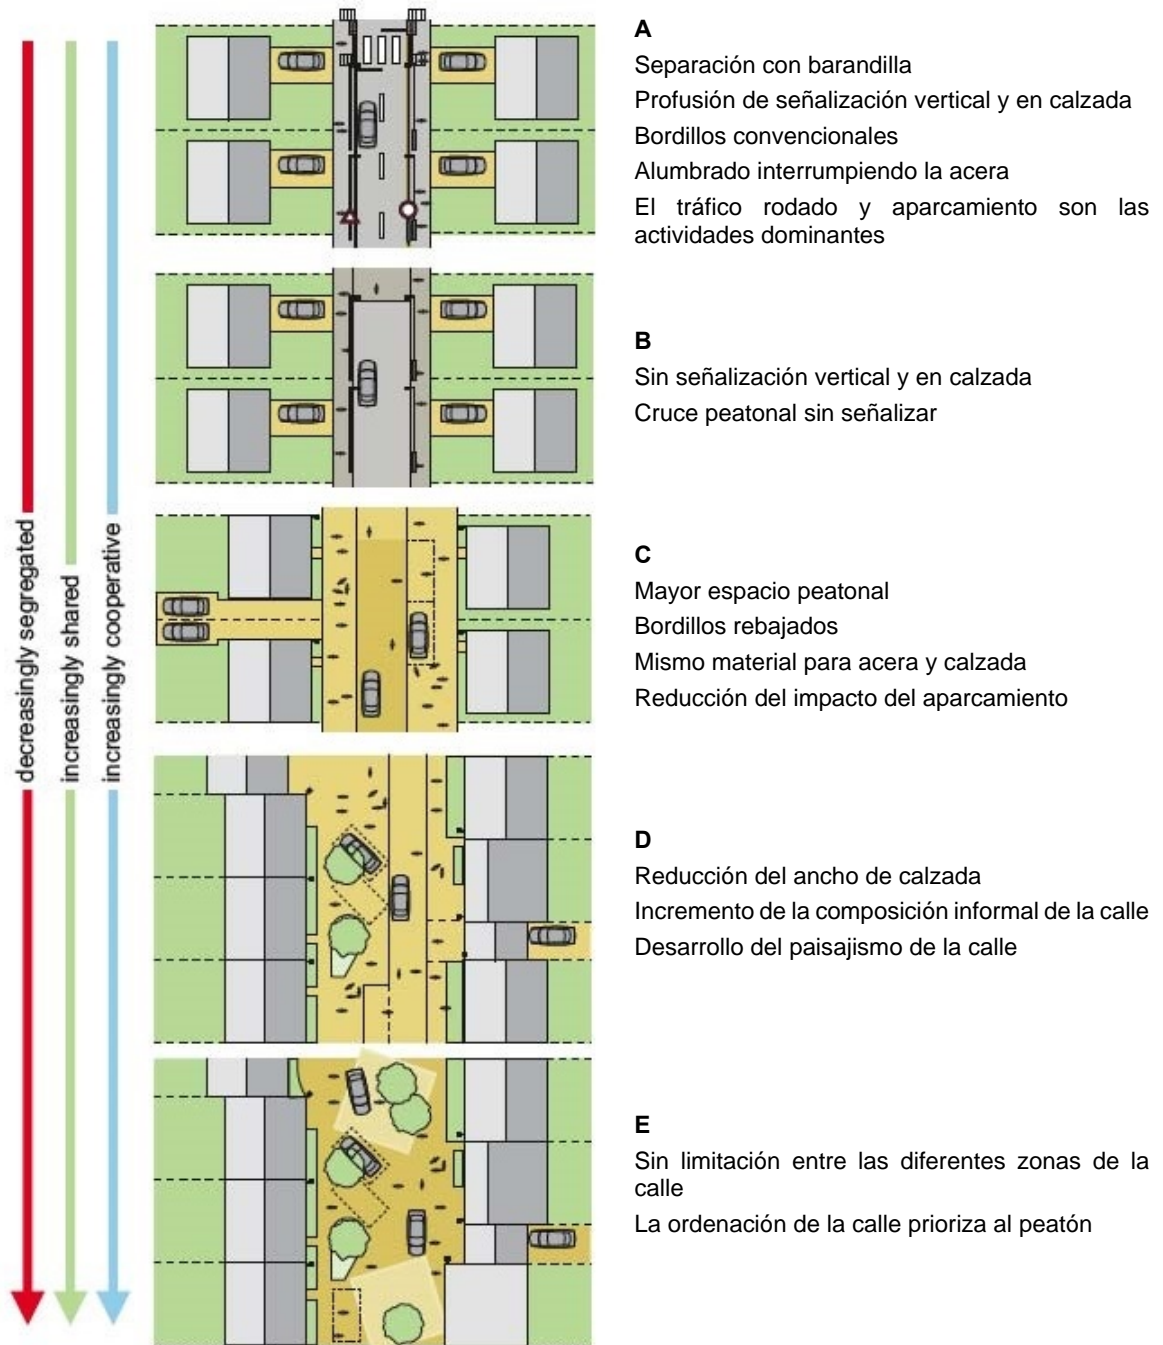 A
Separación con barandilla
Profusión de señalización vertical y en calzada
Bordillos convencionales
Alumbrado interrumpiendo la acera
El tráfico rodado y aparcamiento son las
actividades dominantes
B
Sin señalización vertical y en calzada
Cruce peatonal sin señalizar
decreasingly segregated
increasingly shared
increasingly cooperative
C
Mayor espacio peatonal
Bordillos rebajados
Mismo material para acera y calzada
Reducción del impacto del aparcamiento
D
Reducción del ancho de calzada
Incremento de la composición informal de la calle
Desarrollo del paisajismo de la calle
E
Sin limitación entre las diferentes zonas de la
calle
La ordenación de la calle prioriza al peatón